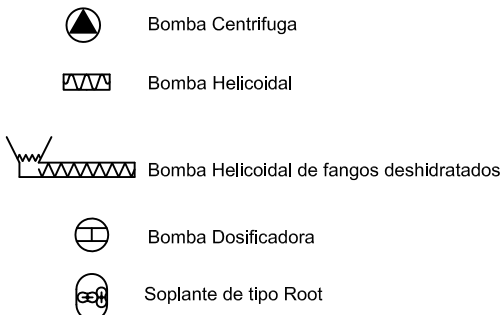 Bomba Centrifuga
Bomba Helicoidal
Bomba Helicoidal de fangos deshidratados
Bomba Dosificadora
Soplante de tipo Root